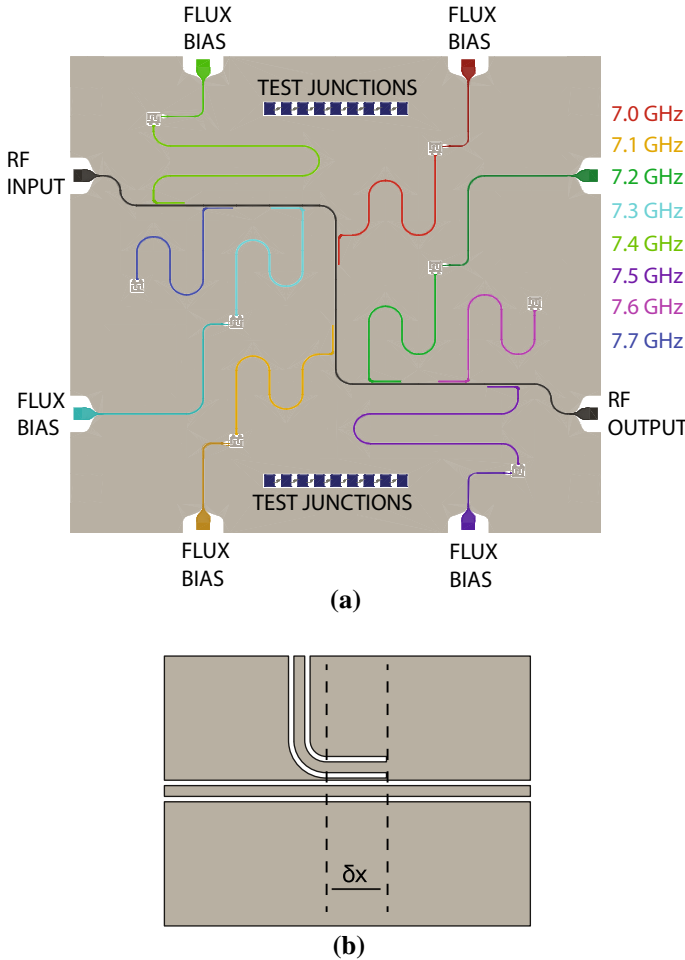 FLUX
BIAS
FLUX
BIAS
TEST JUNCTIONS
RF
INPUT
7.0 GHz
7.1 GHz
7.2 GHz
7.3 GHz
7.4 GHz
7.5 GHz
7.6 GHz
7.7 GHz
FLUX
BIAS
RF
OUTPUT
TEST JUNCTIONS
FLUX
BIAS
FLUX
BIAS
(a)
δx
(b)